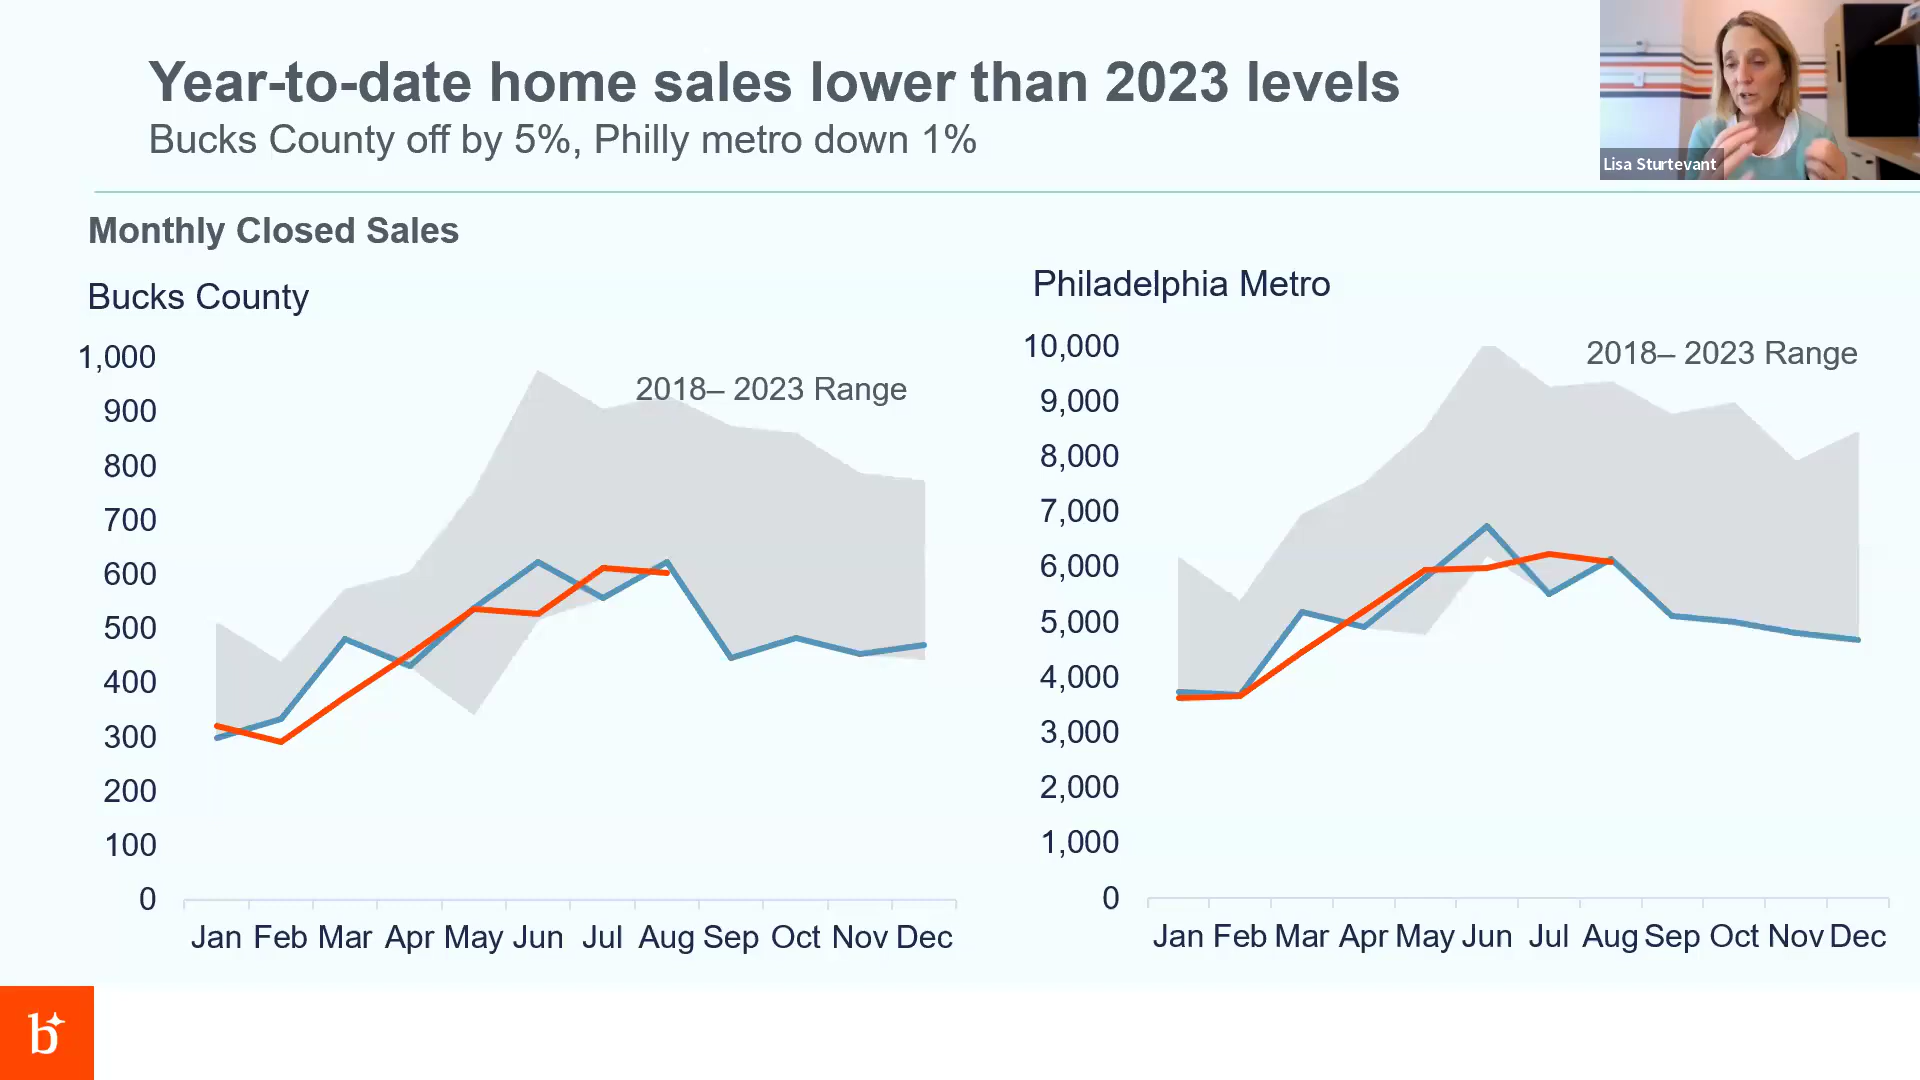 Year-to-date home sales lower than 2023 levels
Bucks County off by 5%, Philly metro down 1%
Lisa Sturtevant
Monthly Closed Sales
Bucks County
1,000
900
800
700
600
500
400
300
200
100
0
2018– 2023 Range
Jan Feb Mar Apr May Jun Jul Aug Sep Oct Nov Dec
Philadelphia Metro
10,000
9,000
8,000
7,000
6,000
5,000
4,000
3,000
2,000
1,000
0
2018– 2023 Range
Jan Feb Mar Apr May Jun Jul Aug Sep Oct Nov Dec
b